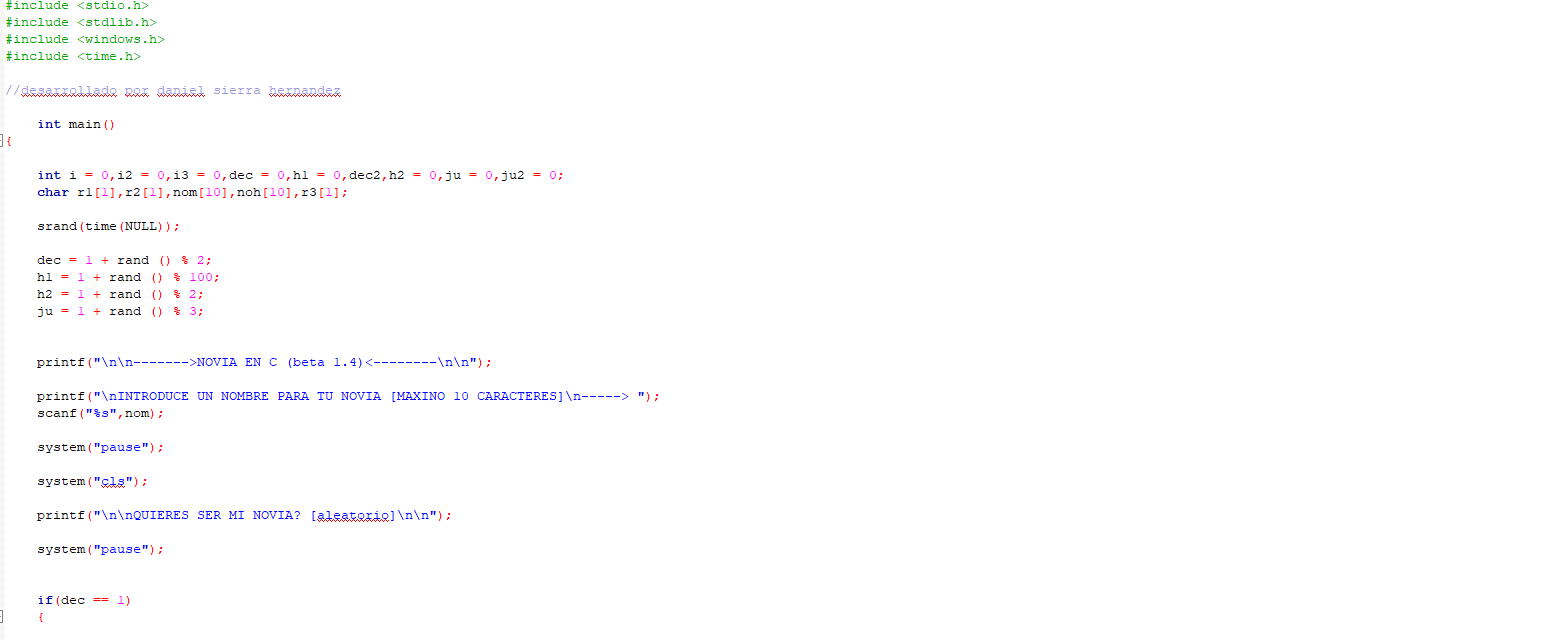 #include <stdio.h>
#include <stdlib.h>
#include <windows.h>
#include <time.h>
//desarrollado por daniel sierra hernandez
int main()
{
int i = 0,i2 = 0,i3 = 0,dec = 0,h1 = 0,dec2,h2 = 0,ju = 0,ju2 = 0;
char r1[1],r2[1],nom[10],noh[10],r3[1];
srand(time(NULL));
dec = 1 + rand () % 2;
h1 = 1 + rand () % 100;
h2 = 1 + rand () % 2;
ju = 1 + rand () % 3;
printf("\n\n------->NOVIA EN C (beta 1.4)<--------\n\n");
printf("\nINTRODUCE UN NOMBRE PARA TU NOVIA [MAXINO 10 CARACTERES]\n-----> ");
scanf("%s",nom);
system("pause");
system("cls");
printf("\n\nQUIERES SER MI NOVIA? [aleatorio]\n\n");
system("pause");
if(dec == 1)
{